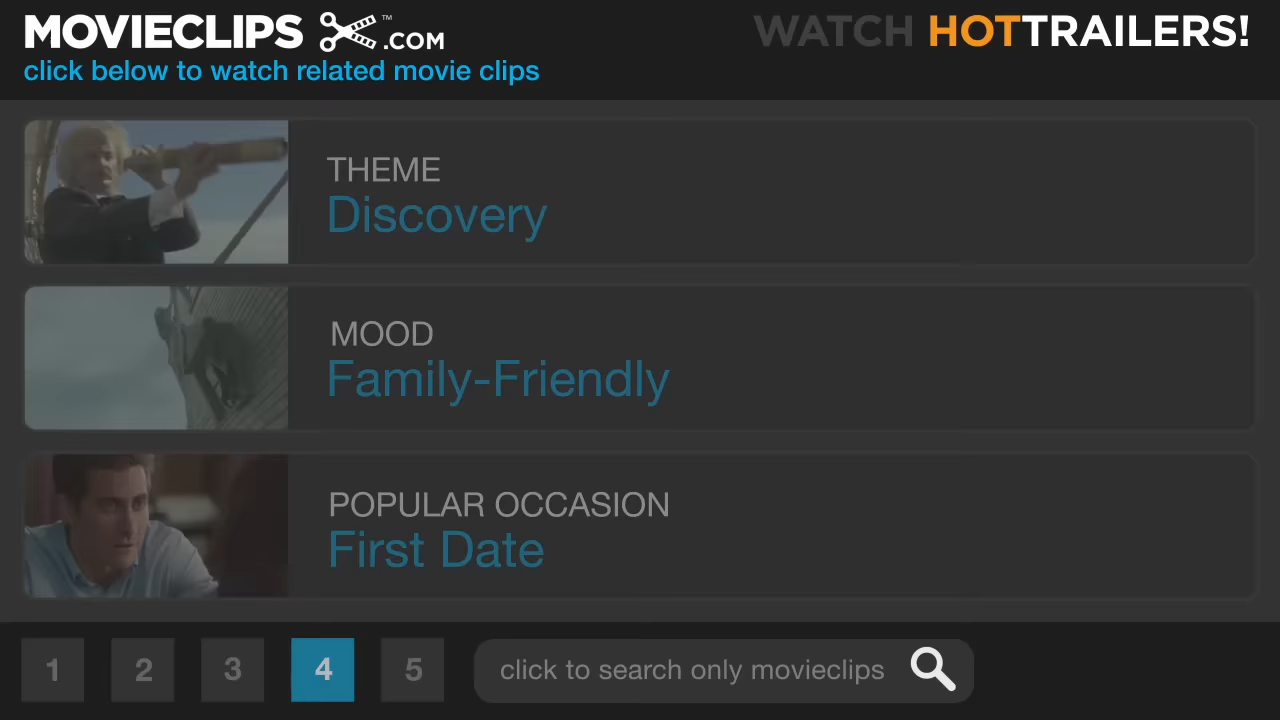 MOVIECLIPS ™ .COM
WATCH HOTTRAILERS!
click below to watch related movie clips
THEME
Discovery
MOOD
Family-Friendly
POPULAR OCCASION
First Date
1 2 3 4 5
click to search only movieclips